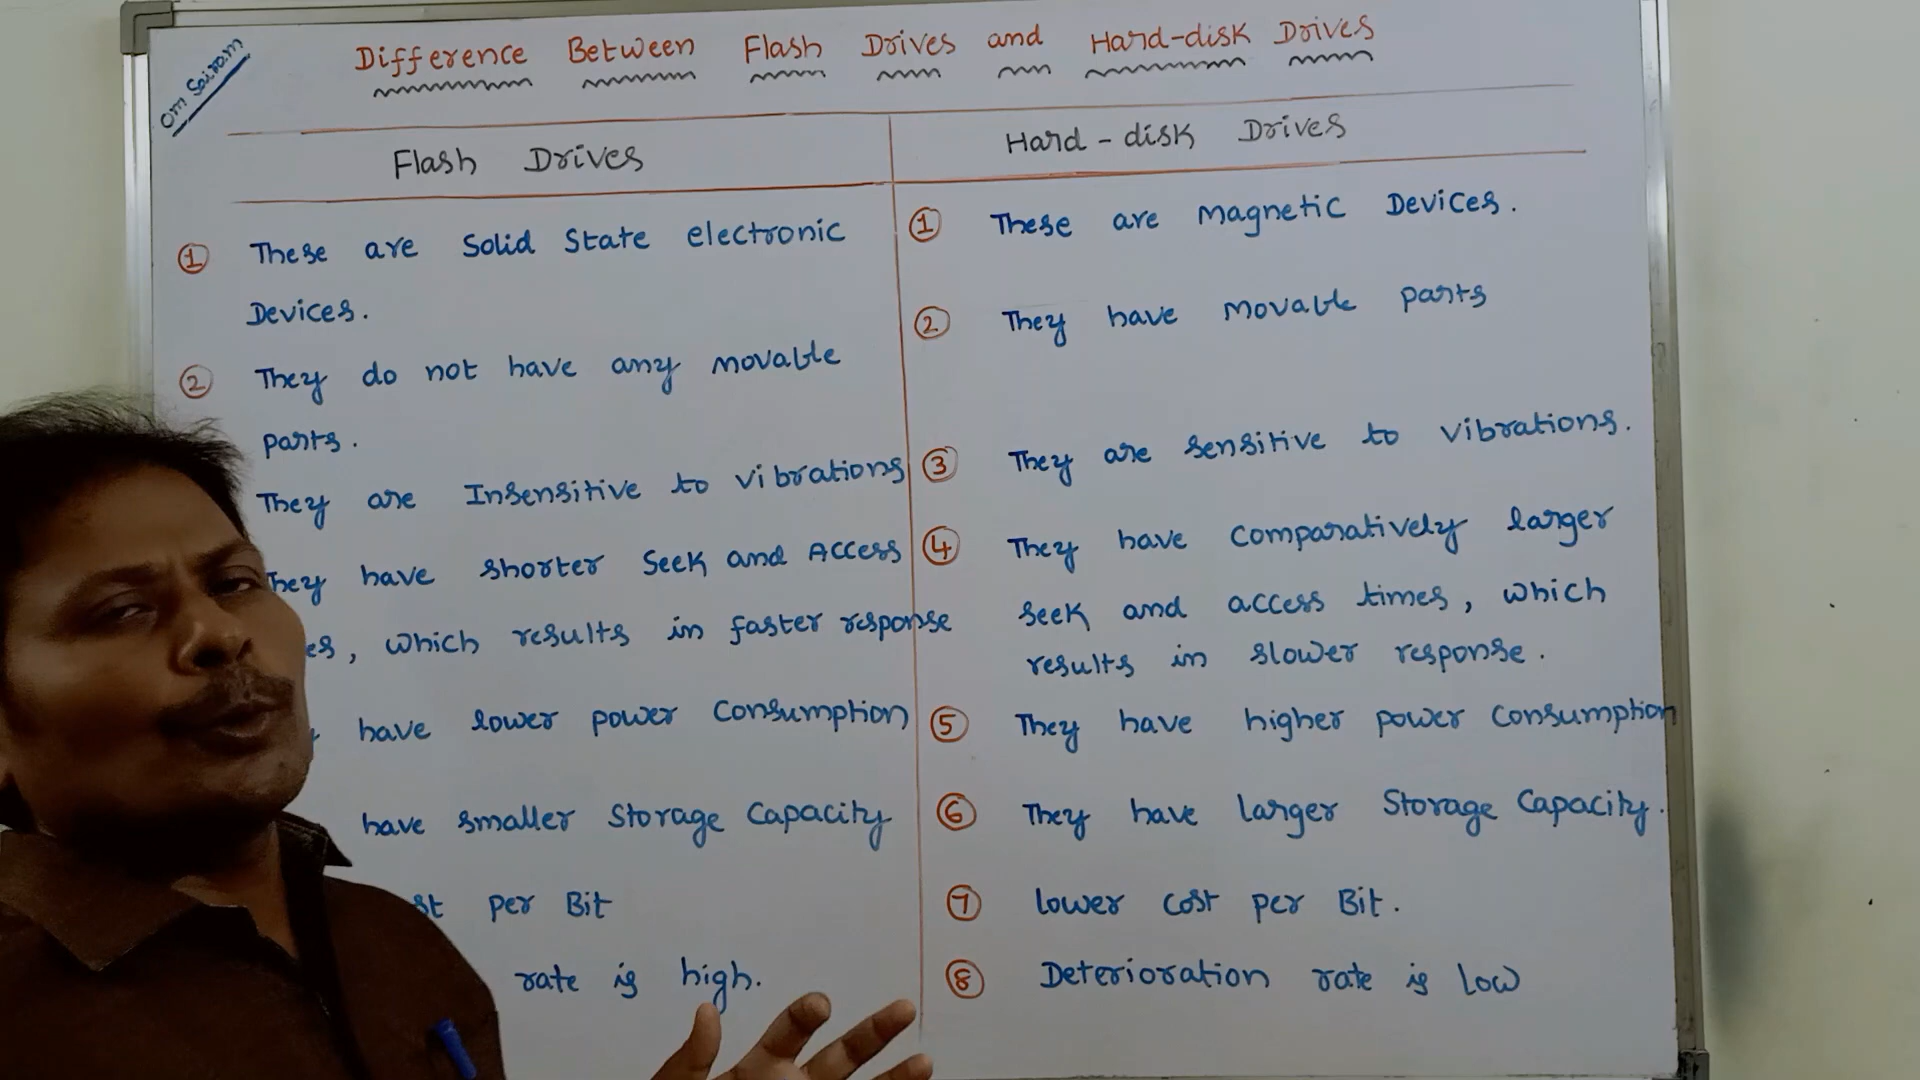 Om Sairam
Difference Between Flash Drives and Hard-disk Drives
Flash Drives
① These are Solid State electronic
Devices.
② They do not have any movable
parts.
They are Insensitive to vibrations
They have shorter Seek and Access
es, which results in faster response
have lower power Consumption
have smaller Storage Capacity
st per Bit
rate is high.
Hard-disk Drives
① These are Magnetic Devices.
② They have Movable parts
③ They are sensitive to vibrations.
④ They have Comparatively larger
seek and access times, which
results in slower response.
⑤ They have higher power Consumption
⑥ They have larger Storage Capacity.
⑦ lower cost per Bit.
⑧ Deterioration rate is low